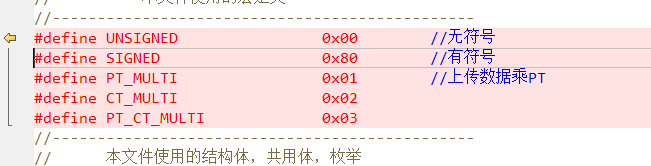 //-----------------------------------------------
#define UNSIGNED 0x00 //无符号
#define SIGNED 0x80 //有符号
#define PT_MULTI 0x01 //上传数据乘PT
#define CT_MULTI 0x02
#define PT_CT_MULTI 0x03
//-----------------------------------------------
// 本文件使用的结构体，共用体，枚举